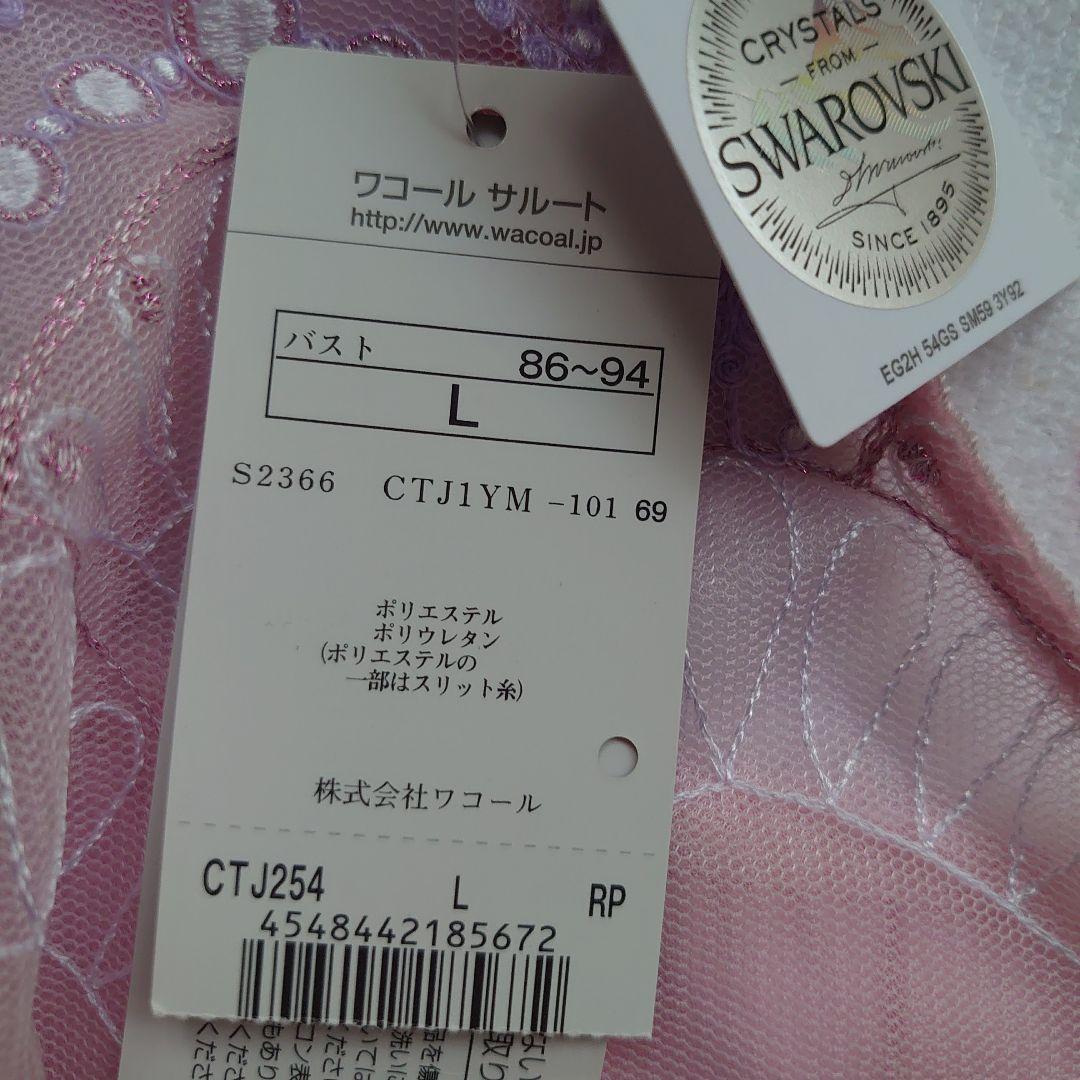 ワコール サルート
http://www.wacoal.jp
バスト 86~94
L
S2366 CTJ1YM -101 69
ポリエステル
ポリウレタン
(ポリエステルの
一部はスリット糸)
株式会社ワコール
CTJ254 L RP
4548442185672
CRYSTALS
— FROM —
SWAROVSKI
SINCE 1895
EG2H 54GS SM59 3Y92